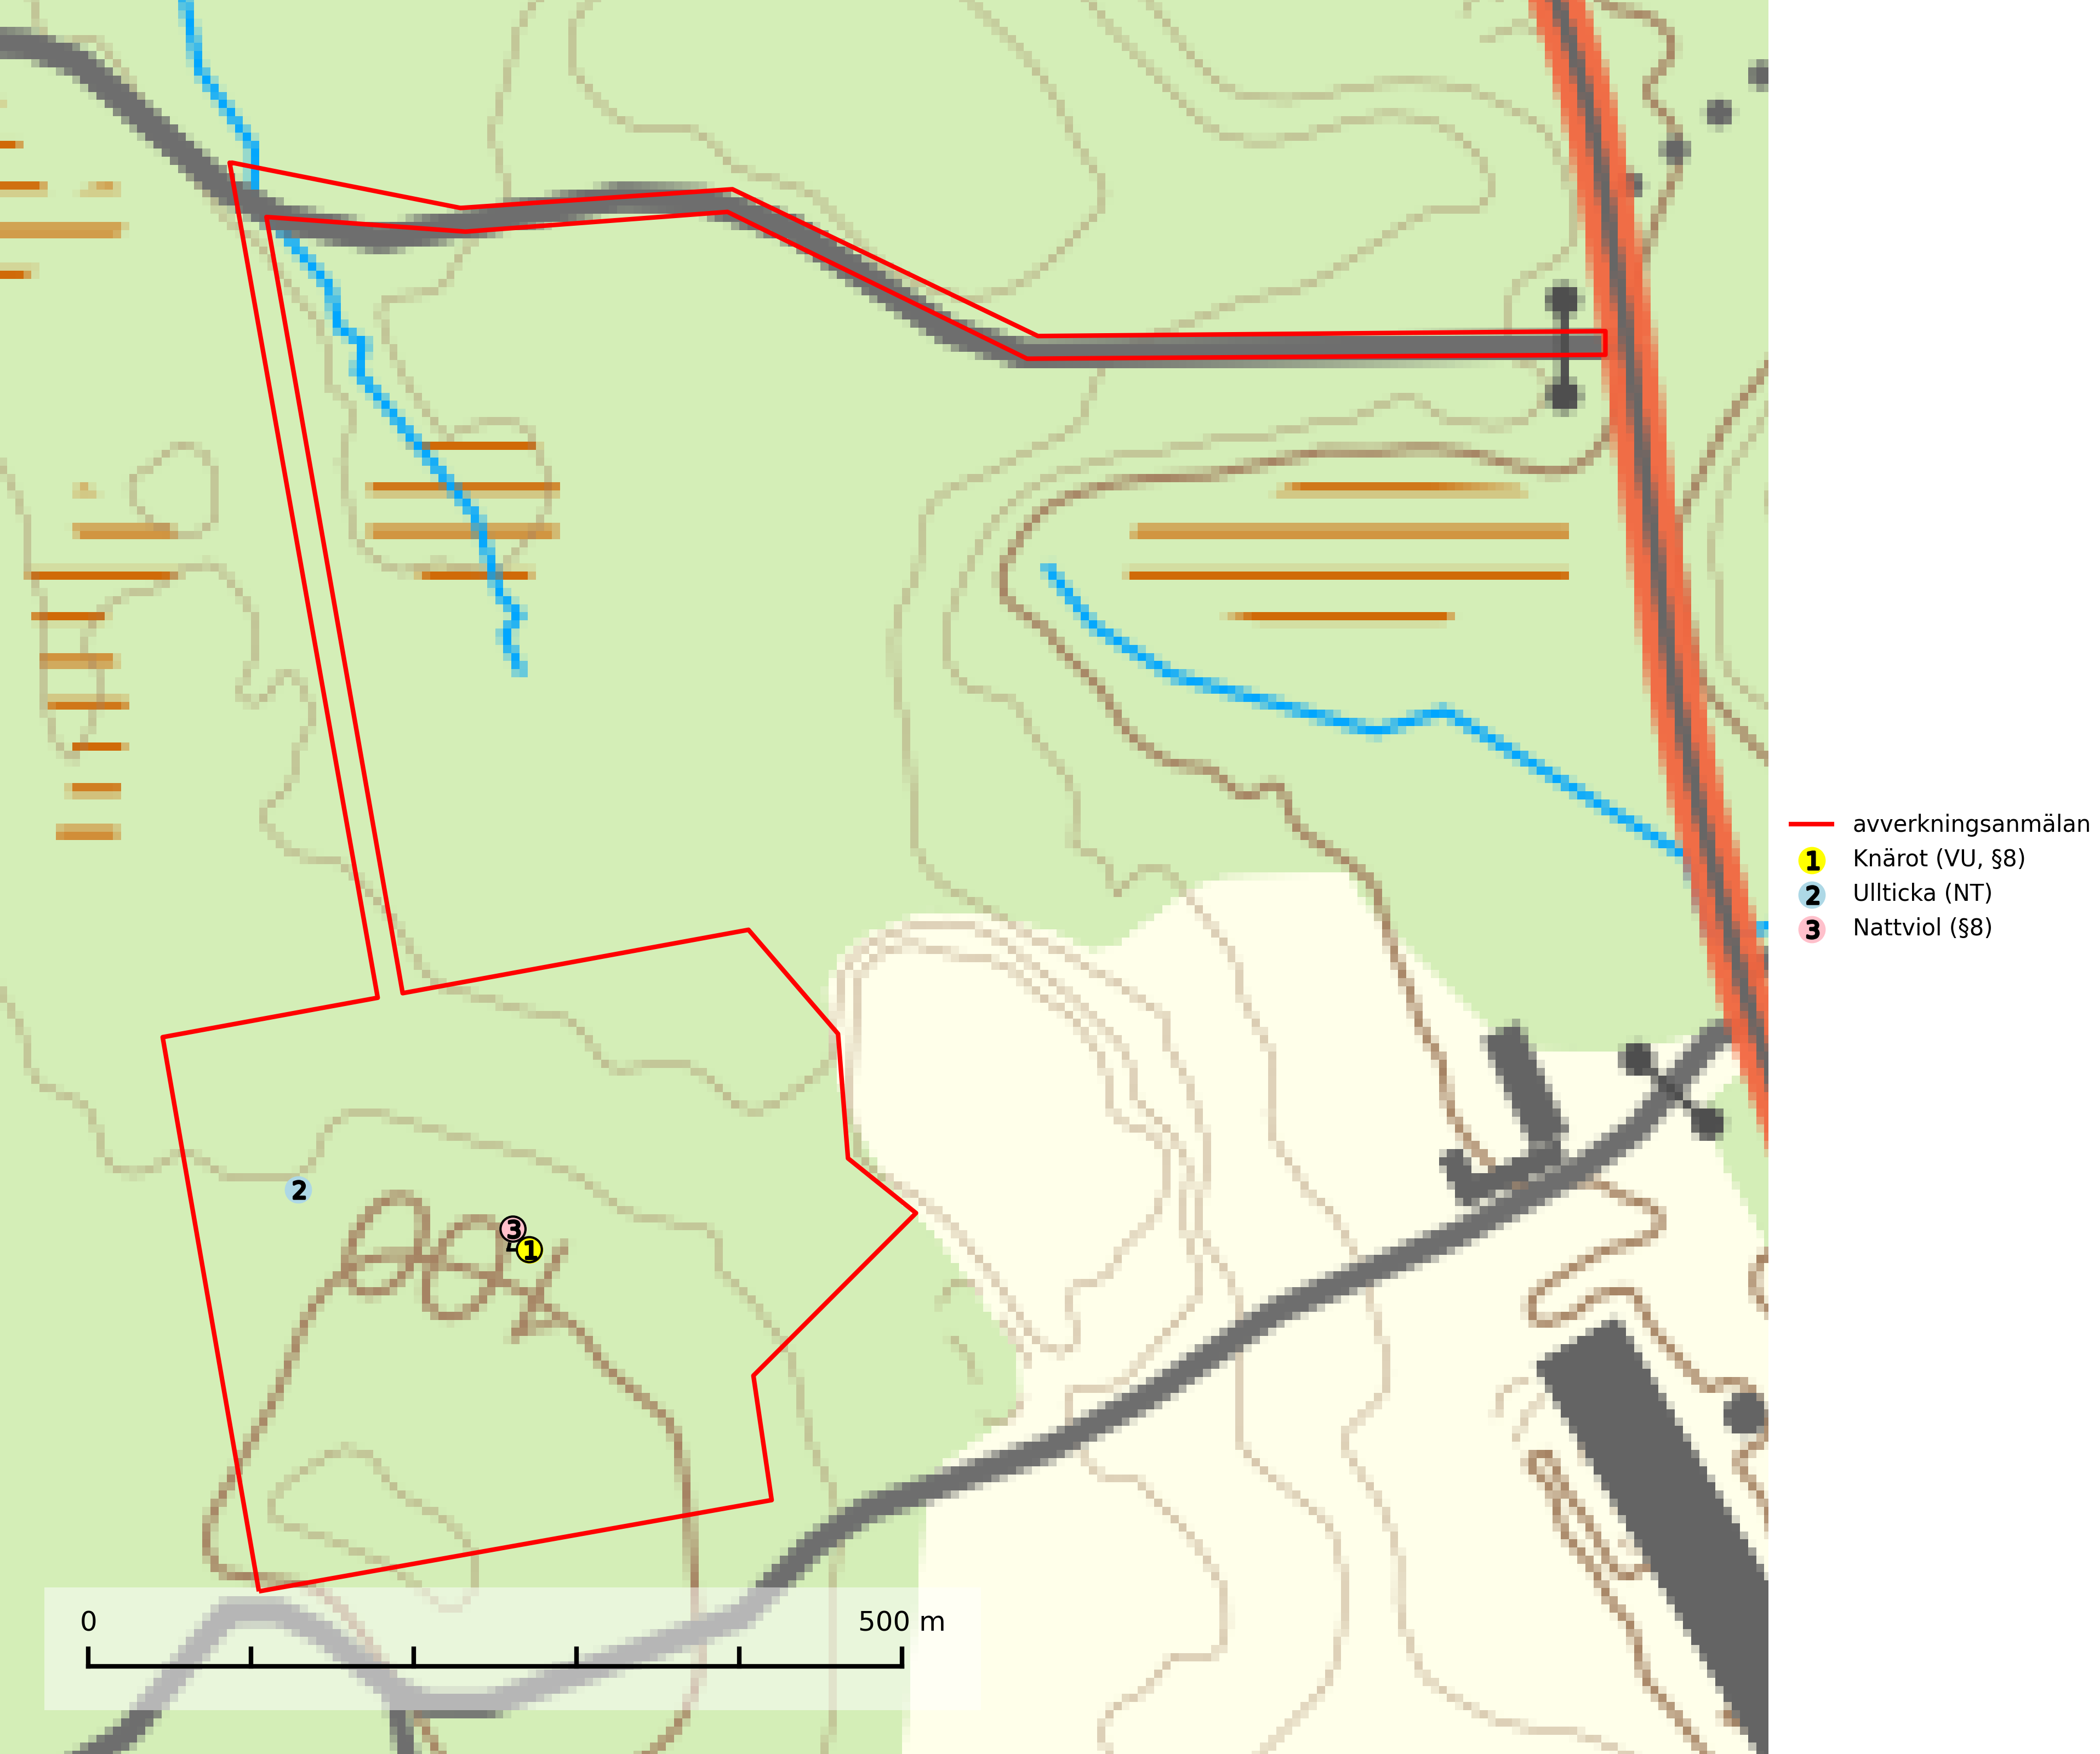 avverkningsanmälan
1 Knärot (VU, §8)
2 Ullticka (NT)
3 Nattviol (§8)
2
3
1
0 500 m